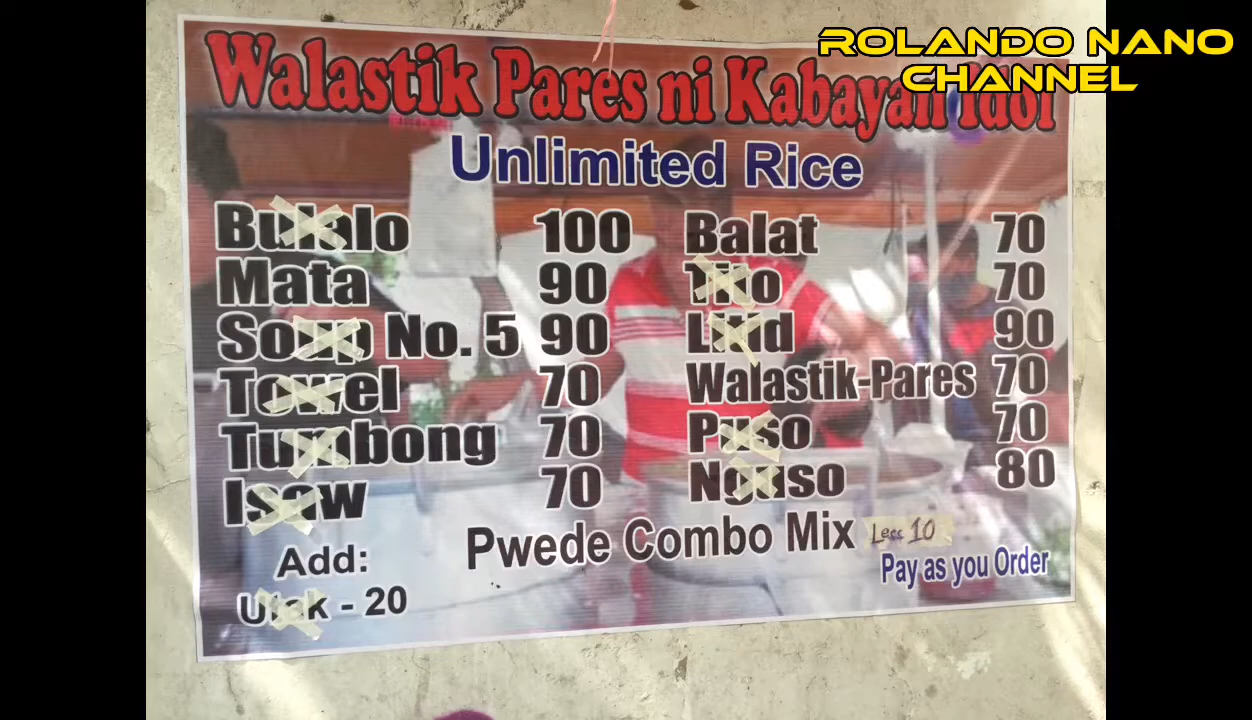 ROLANDO NANO
CHANNEL
Walastik Pares ni Kabayan Idol
Unlimited Rice
Bulalo 100
Mata 90
Soup No. 5 90
Towel 70
Tumbong 70
Isaw 70
Balat 70
Tito 70
Litid 90
Walastik-Pares 70
Puso 70
Nguso 80
Pwede Combo Mix Less 10
Pay as you Order
Add:
Utak - 20